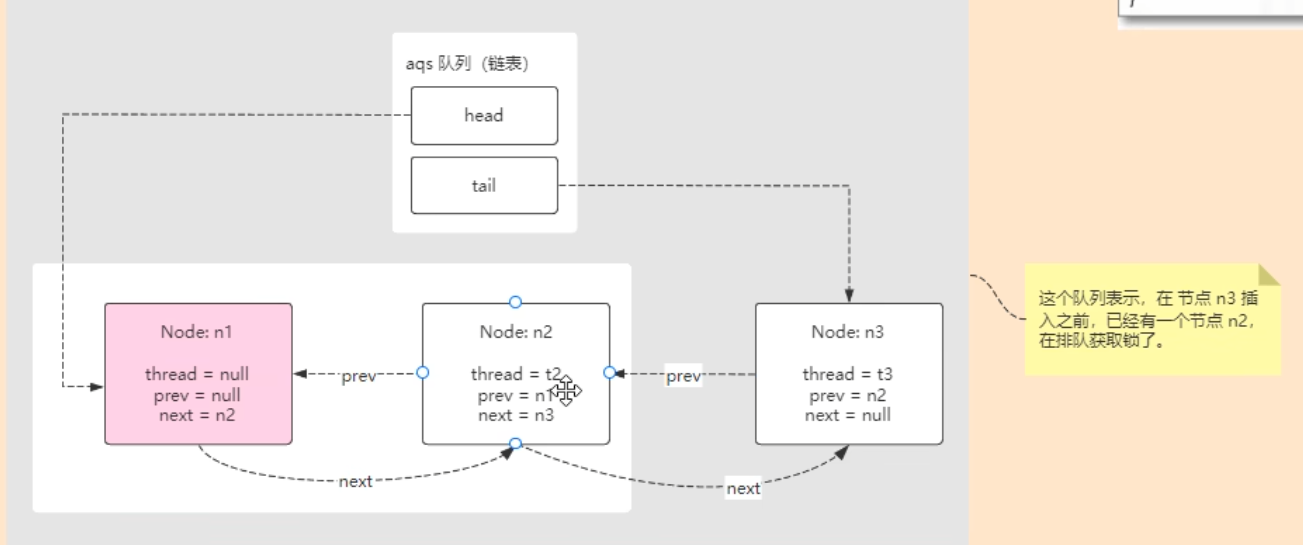 aqs 队列（链表）
head
tail
Node: n1
thread = null
prev = null
next = n2
prev
Node: n2
thread = t2
prev = n1
next = n3
prev
Node: n3
thread = t3
prev = n2
next = null
next
next
这个队列表示，在 节点 n3 插
入之前，已经有一个节点 n2，
在排队获取锁了。